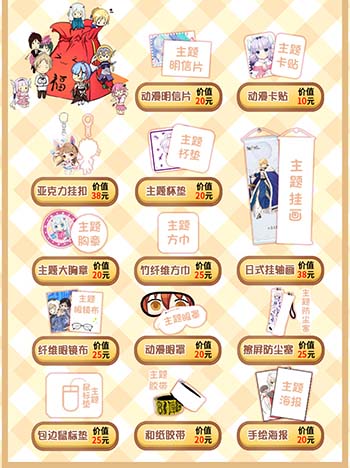 福
主题
明信片
动漫明信片 价值20元
主题
卡贴
动漫卡贴 价值10元
亚克力挂扣 价值38元
主题
杯垫
主题杯垫 价值20元
主题挂画
日式挂轴画 价值38元
主题
胸章
主题大胸章 价值20元
主题
方巾
竹纤维方巾 价值25元
主题
眼镜布
纤维眼镜布 价值25元
主题眼罩
动漫眼罩 价值20元
主题防尘塞
擦屏防尘塞 价值25元
主题
鼠标垫
包边鼠标垫 价值25元
主题
胶带
和纸胶带 价值20元
主题
海报
手绘海报 价值20元